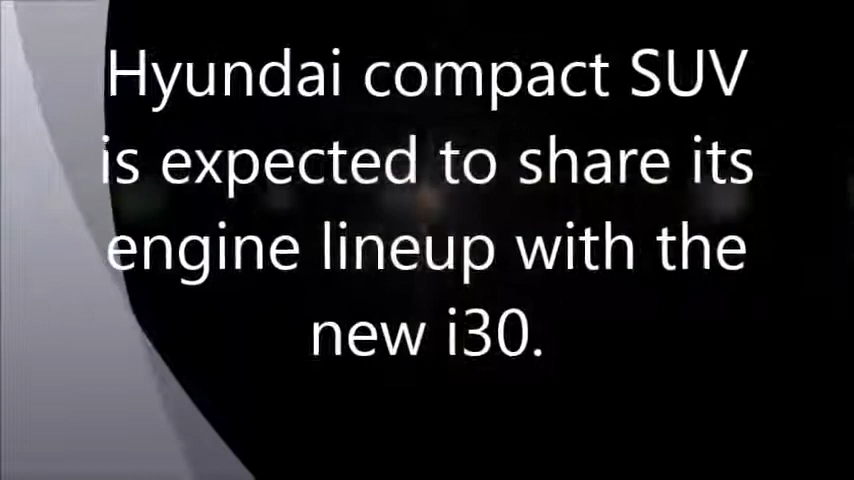 Hyundai compact SUV
is expected to share its
engine lineup with the
new i30.